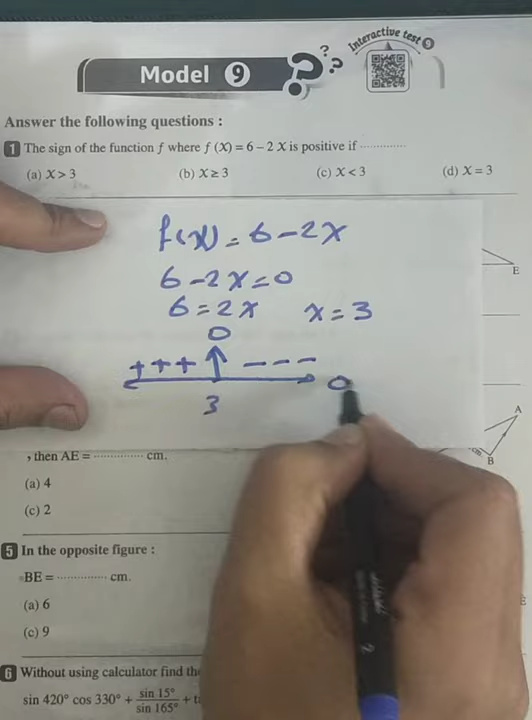 Interactive test 9
Model 9
Answer the following questions :
1 The sign of the function f where f (X) = 6 – 2 X is positive if ..............
(a) X > 3 (b) X ≥ 3 (c) X < 3 (d) X = 3
f(x) = 6 - 2x
6 - 2x = 0
6 = 2x x = 3
0
+++ ---
3
E
A
B
cm.
, then AE = .............. cm.
(a) 4
(c) 2
5 In the opposite figure :
BE = .............. cm.
(a) 6
(c) 9
6 Without using calculator find the
sin 420° cos 330° + sin 15° / sin 165° +